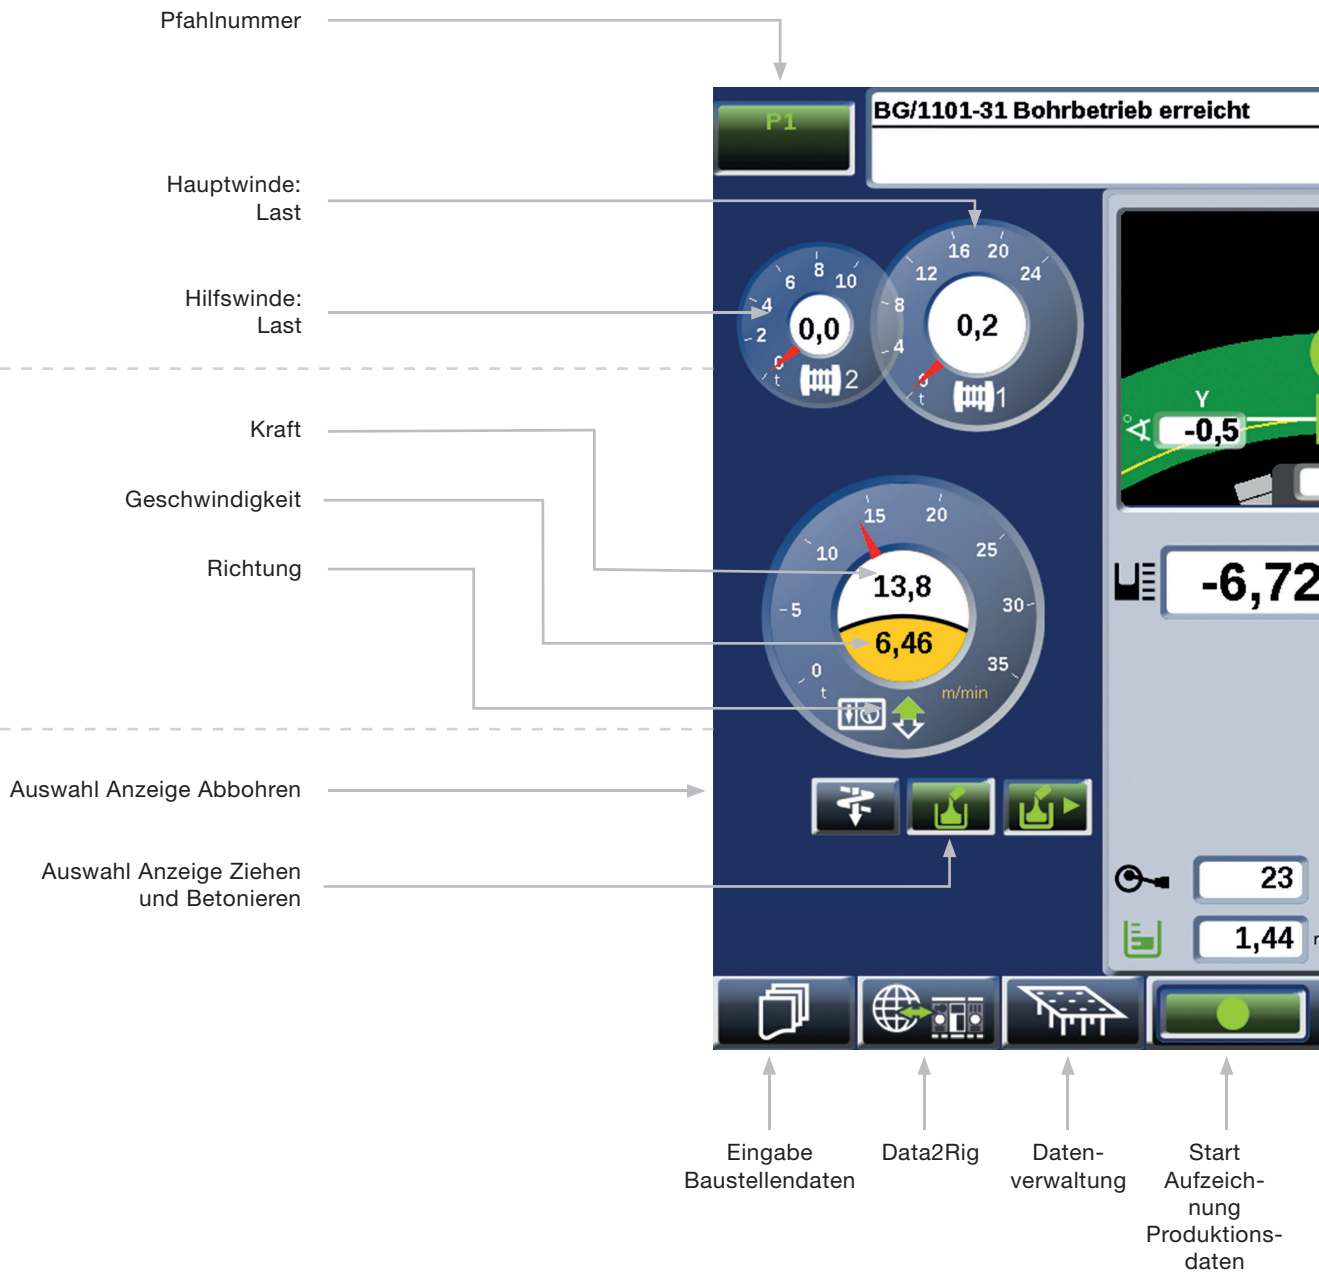 Pfahlnummer
P1
BG/1101-31 Bohrbetrieb erreicht
Hauptwinde:
Last
Hilfswinde:
Last
0
2
4
6
8
10
t
0,0
2
0
4
8
12
16
20
24
t
0,2
1
Y
-0,5
Kraft
Geschwindigkeit
Richtung
0
5
10
15
20
25
30
35
t
13,8
6,46
m/min
-6,72
Auswahl Anzeige Abbohren
Auswahl Anzeige Ziehen
und Betonieren
23
1,44
Eingabe
Baustellendaten
Data2Rig
Daten-
verwaltung
Start
Aufzeich-
nung
Produktions-
daten